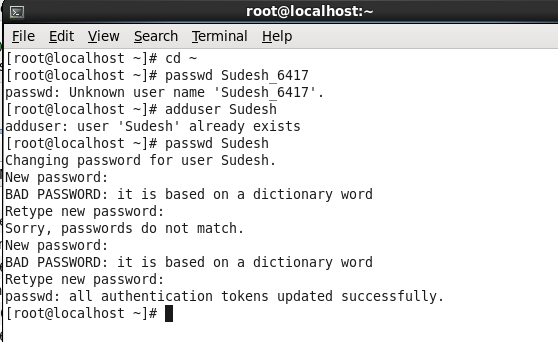 root@localhost:~
File Edit View Search Terminal Help
[root@localhost ~]# cd ~
[root@localhost ~]# passwd Sudesh_6417
passwd: Unknown user name 'Sudesh_6417'.
[root@localhost ~]# adduser Sudesh
adduser: user 'Sudesh' already exists
[root@localhost ~]# passwd Sudesh
Changing password for user Sudesh.
New password:
BAD PASSWORD: it is based on a dictionary word
Retype new password:
Sorry, passwords do not match.
New password:
BAD PASSWORD: it is based on a dictionary word
Retype new password:
passwd: all authentication tokens updated successfully.
[root@localhost ~]#